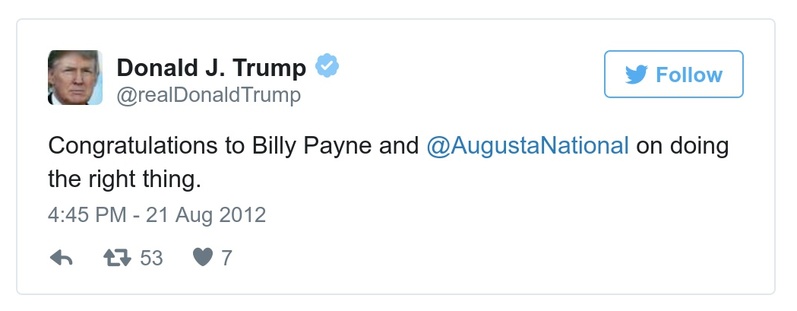 Donald J. Trump
@realDonaldTrump
Follow
Congratulations to Billy Payne and @AugustaNational on doing
the right thing.
4:45 PM - 21 Aug 2012
53 7